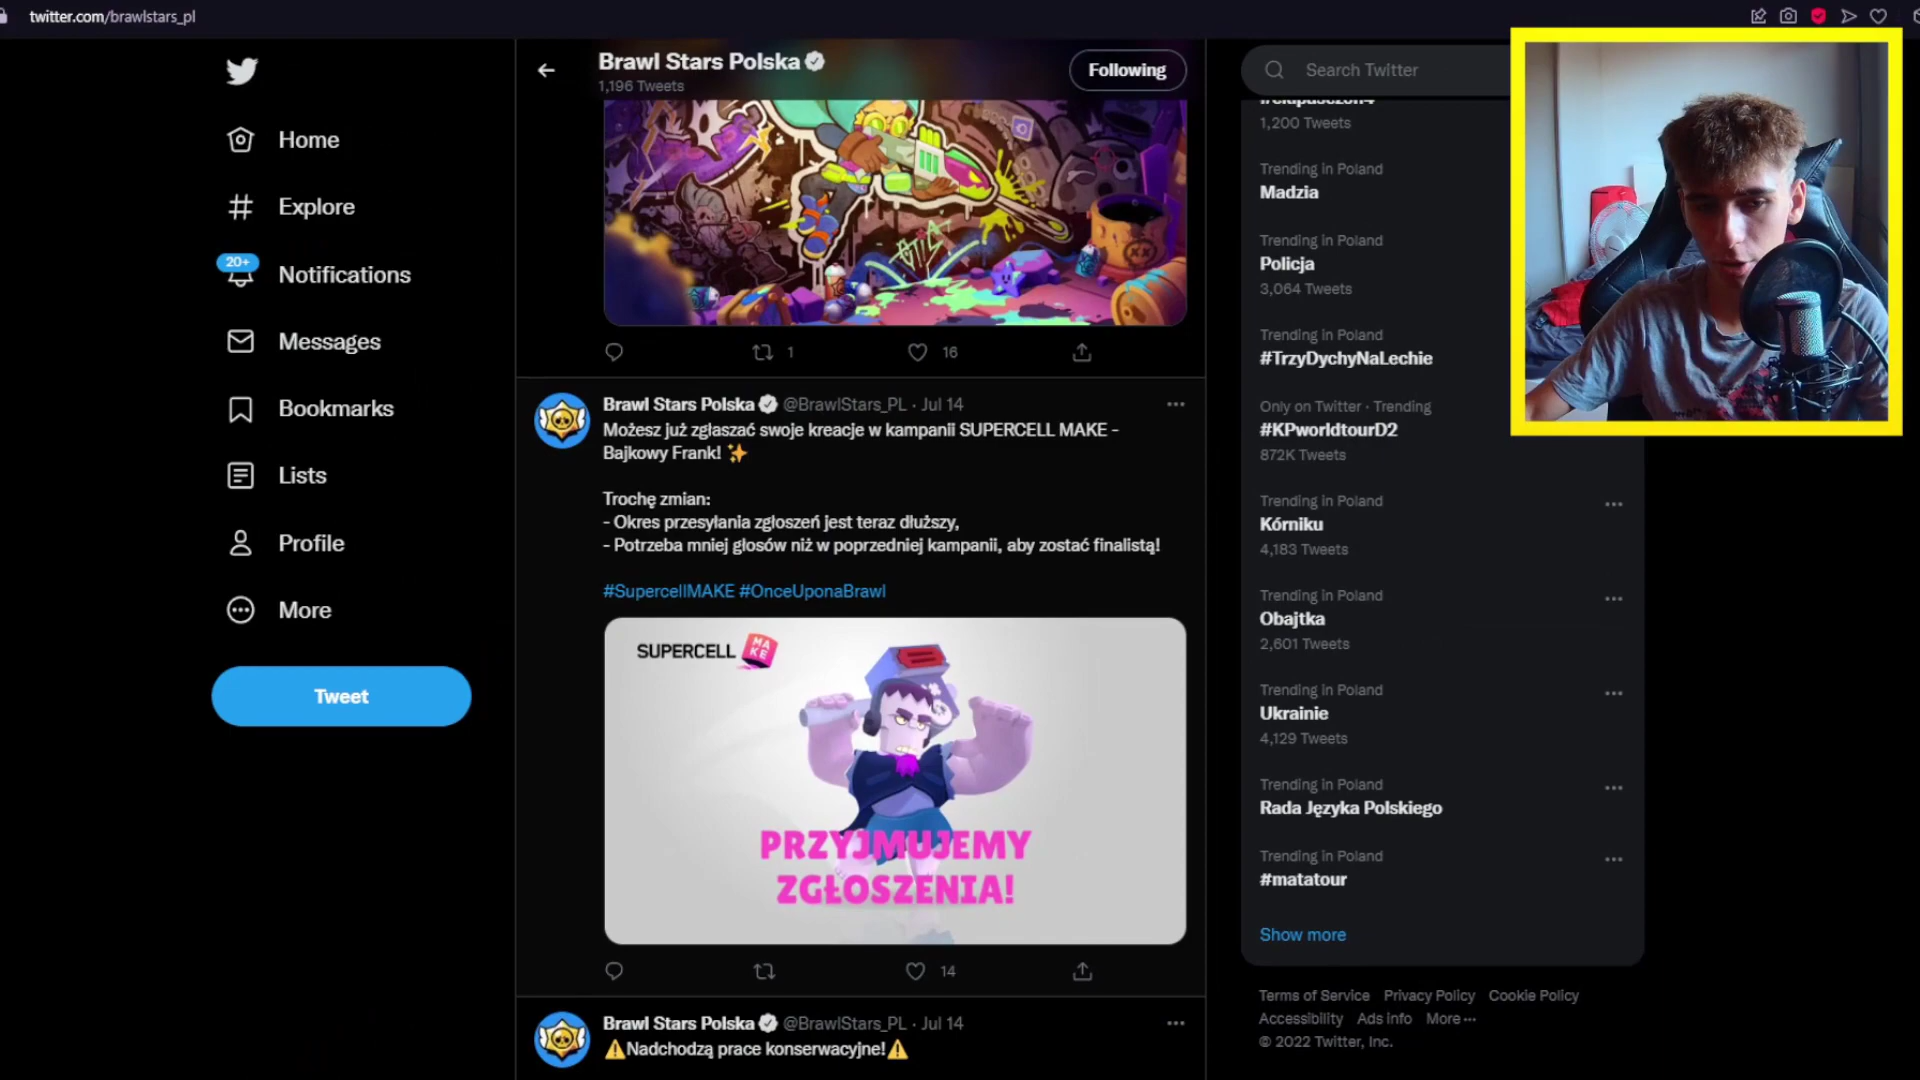 twitter.com/brawlstars_pl
Home
Explore
20+
Notifications
Messages
Bookmarks
Lists
Profile
More
Tweet
Brawl Stars Polska
1,196 Tweets
Following
1
16
Brawl Stars Polska @BrawlStars_PL · Jul 14
Możesz już zgłaszać swoje kreacje w kampanii SUPERCELL MAKE -
Bajkowy Frank! ✨
Trochę zmian:
- Okres przesyłania zgłoszeń jest teraz dłuższy,
- Potrzeba mniej głosów niż w poprzedniej kampanii, aby zostać finalistą!
#SupercellMAKE #OnceUponaBrawl
SUPERCELL MAKE
PRZYJMUJEMY
ZGŁOSZENIA!
14
Brawl Stars Polska @BrawlStars_PL · Jul 14
⚠️Nadchodzą prace konserwacyjne!⚠️
Search Twitter
1,200 Tweets
Trending in Poland
Madzia
Trending in Poland
Policja
3,064 Tweets
Trending in Poland
#TrzyDychyNaLechie
Only on Twitter · Trending
#KPworldtourD2
872K Tweets
Trending in Poland
Kórniku
4,183 Tweets
Trending in Poland
Obajtka
2,601 Tweets
Trending in Poland
Ukrainie
4,129 Tweets
Trending in Poland
Rada Języka Polskiego
Trending in Poland
#matatour
Show more
Terms of Service Privacy Policy Cookie Policy
Accessibility Ads info More ···
© 2022 Twitter, Inc.